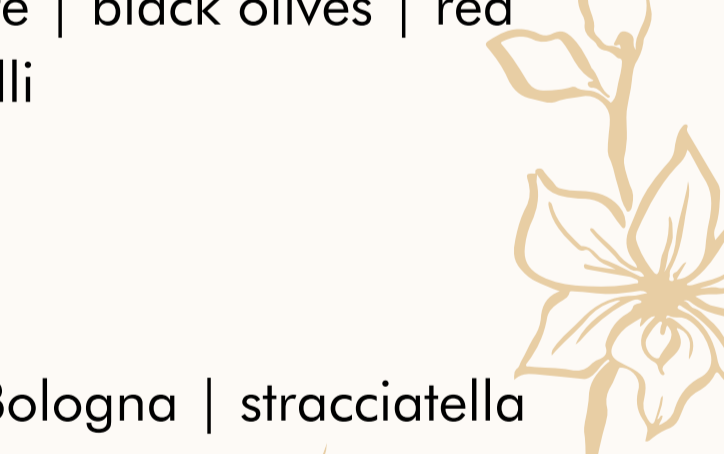 e | black olives | red
lli
Bologna | stracciatella